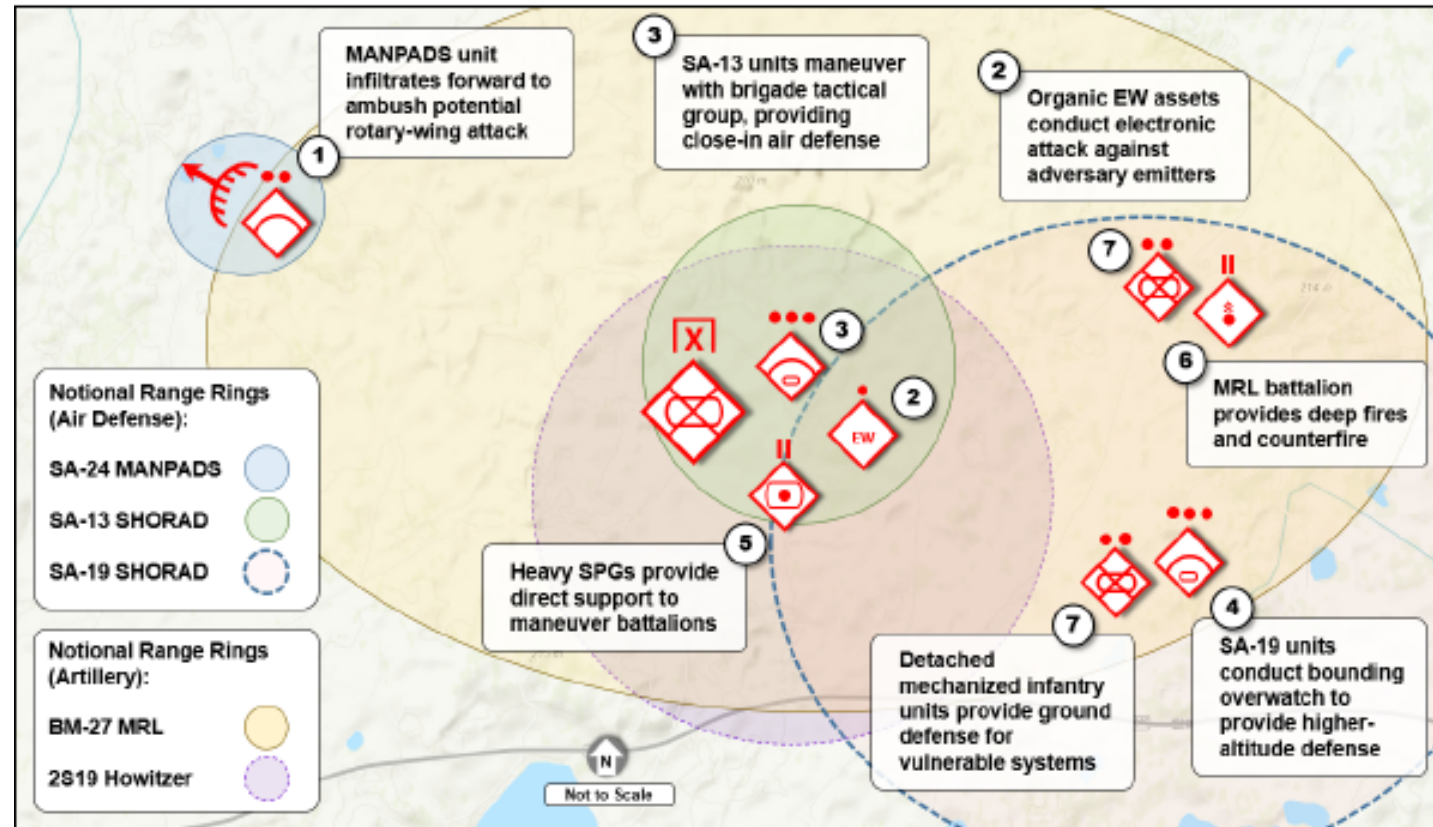 MANPADS unit
infiltrates forward to
ambush potential
rotary-wing attack
1
3
SA-13 units maneuver
with brigade tactical
group, providing
close-in air defense
2
Organic EW assets
conduct electronic
attack against
adversary emitters
7
II
X
3
2
EW
II
6
MRL battalion
provides deep fires
and counterfire
Notional Range Rings
(Air Defense):
SA-24 MANPADS
SA-13 SHORAD
SA-19 SHORAD
5
Heavy SPGs provide
direct support to
maneuver battalions
7
Detached
mechanized infantry
units provide ground
defense for
vulnerable systems
4
SA-19 units
conduct bounding
overwatch to
provide higher-
altitude defense
Notional Range Rings
(Artillery):
BM-27 MRL
2S19 Howitzer
N
Not to Scale